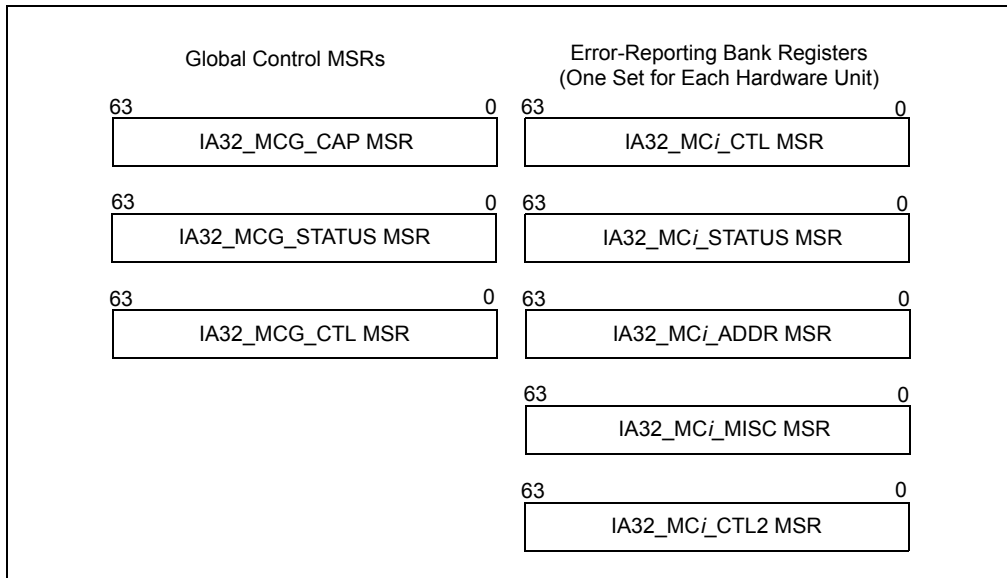 Global Control MSRs
63 0
IA32_MCG_CAP MSR
63 0
IA32_MCG_STATUS MSR
63 0
IA32_MCG_CTL MSR
Error-Reporting Bank Registers
(One Set for Each Hardware Unit)
63 0
IA32_MCi_CTL MSR
63 0
IA32_MCi_STATUS MSR
63 0
IA32_MCi_ADDR MSR
63 0
IA32_MCi_MISC MSR
63 0
IA32_MCi_CTL2 MSR